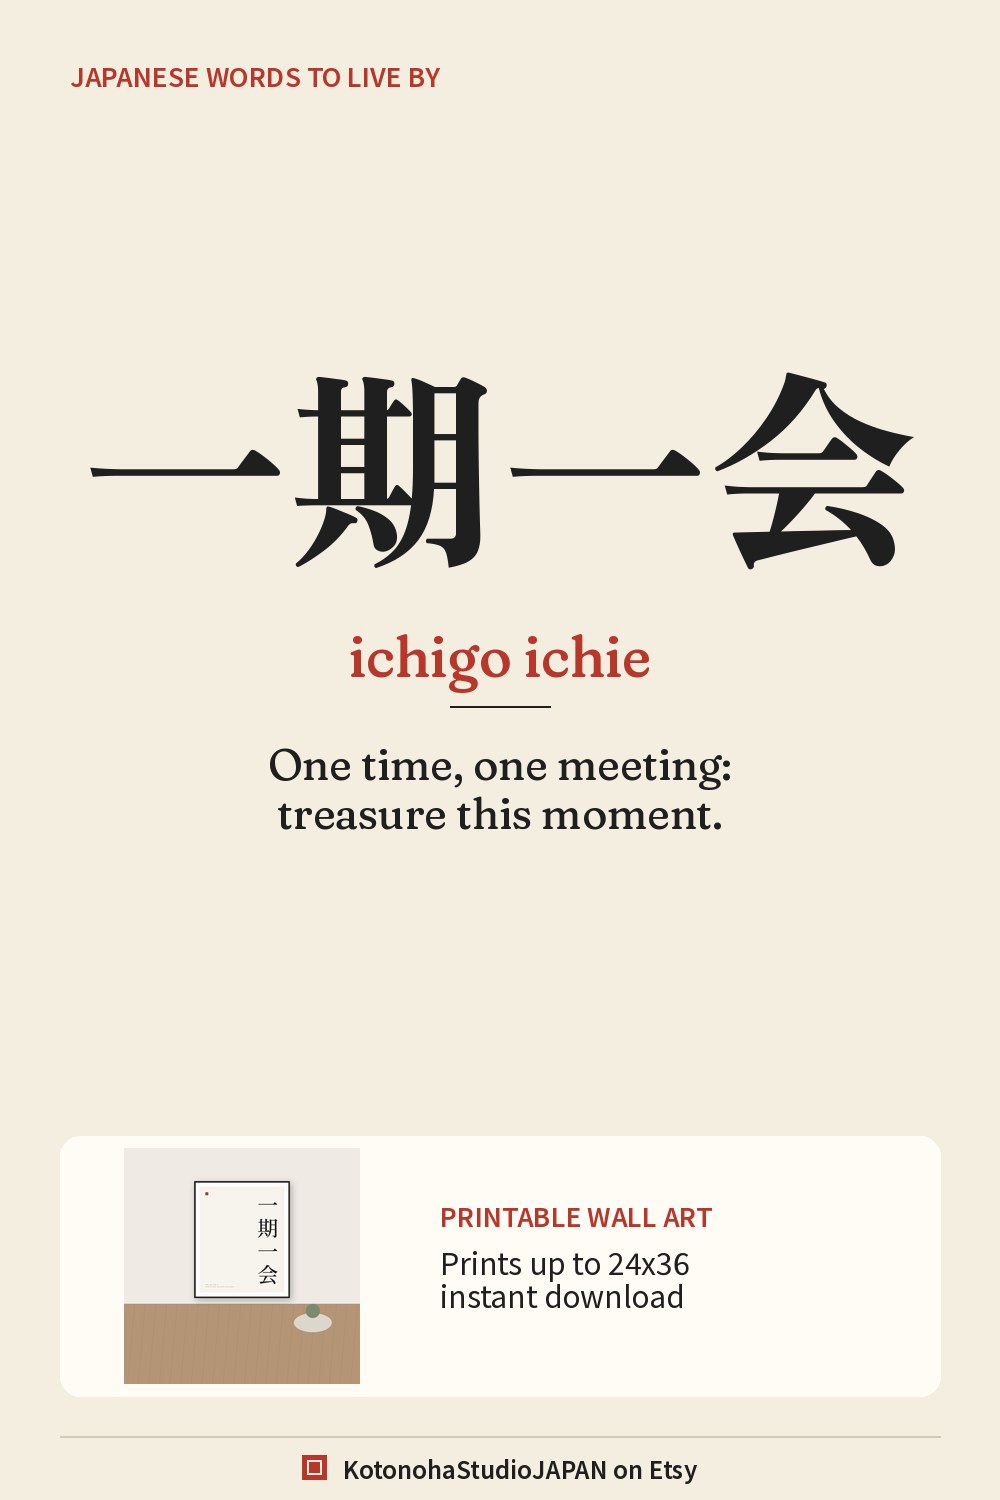 JAPANESE WORDS TO LIVE BY
一期一会
ichigo ichie
One time, one meeting:
treasure this moment.
一
期
一
会
PRINTABLE WALL ART
Prints up to 24x36
instant download
KotonohaStudioJAPAN on Etsy